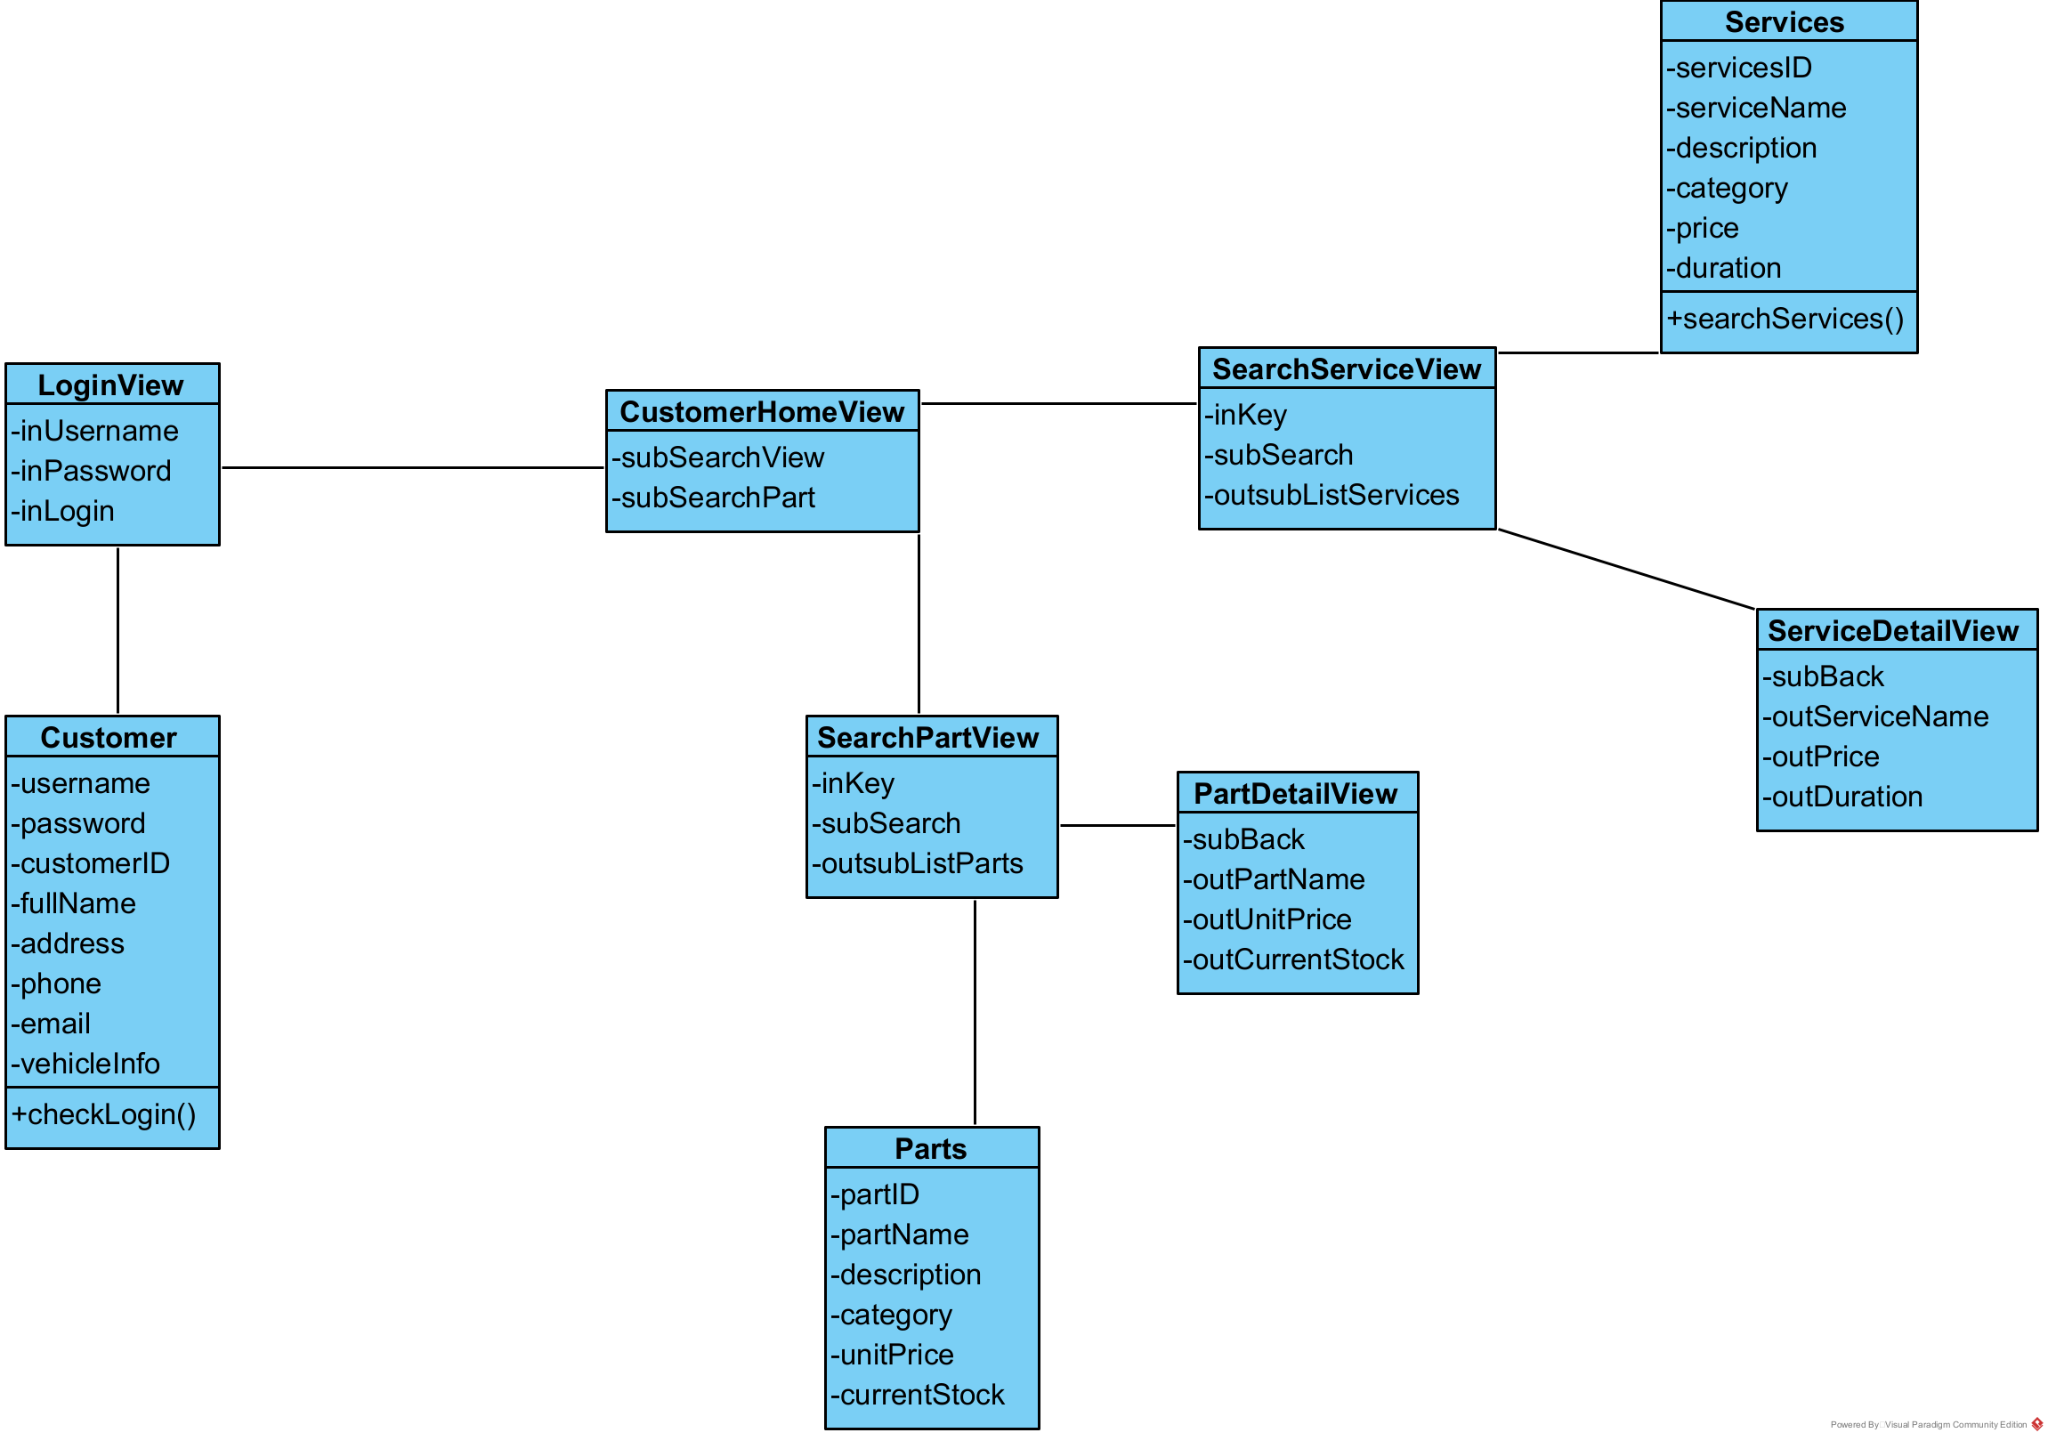 Services
-servicesID
-serviceName
-description
-category
-price
-duration
+searchServices()
LoginView
-inUsername
-inPassword
-inLogin
CustomerHomeView
-subSearchView
-subSearchPart
SearchServiceView
-inKey
-subSearch
-outsubListServices
ServiceDetailView
-subBack
-outServiceName
-outPrice
-outDuration
Customer
-username
-password
-customerID
-fullName
-address
-phone
-email
-vehicleInfo
+checkLogin()
SearchPartView
-inKey
-subSearch
-outsubListParts
PartDetailView
-subBack
-outPartName
-outUnitPrice
-outCurrentStock
Parts
-partID
-partName
-description
-category
-unitPrice
-currentStock
Powered By Visual Paradigm Community Edition